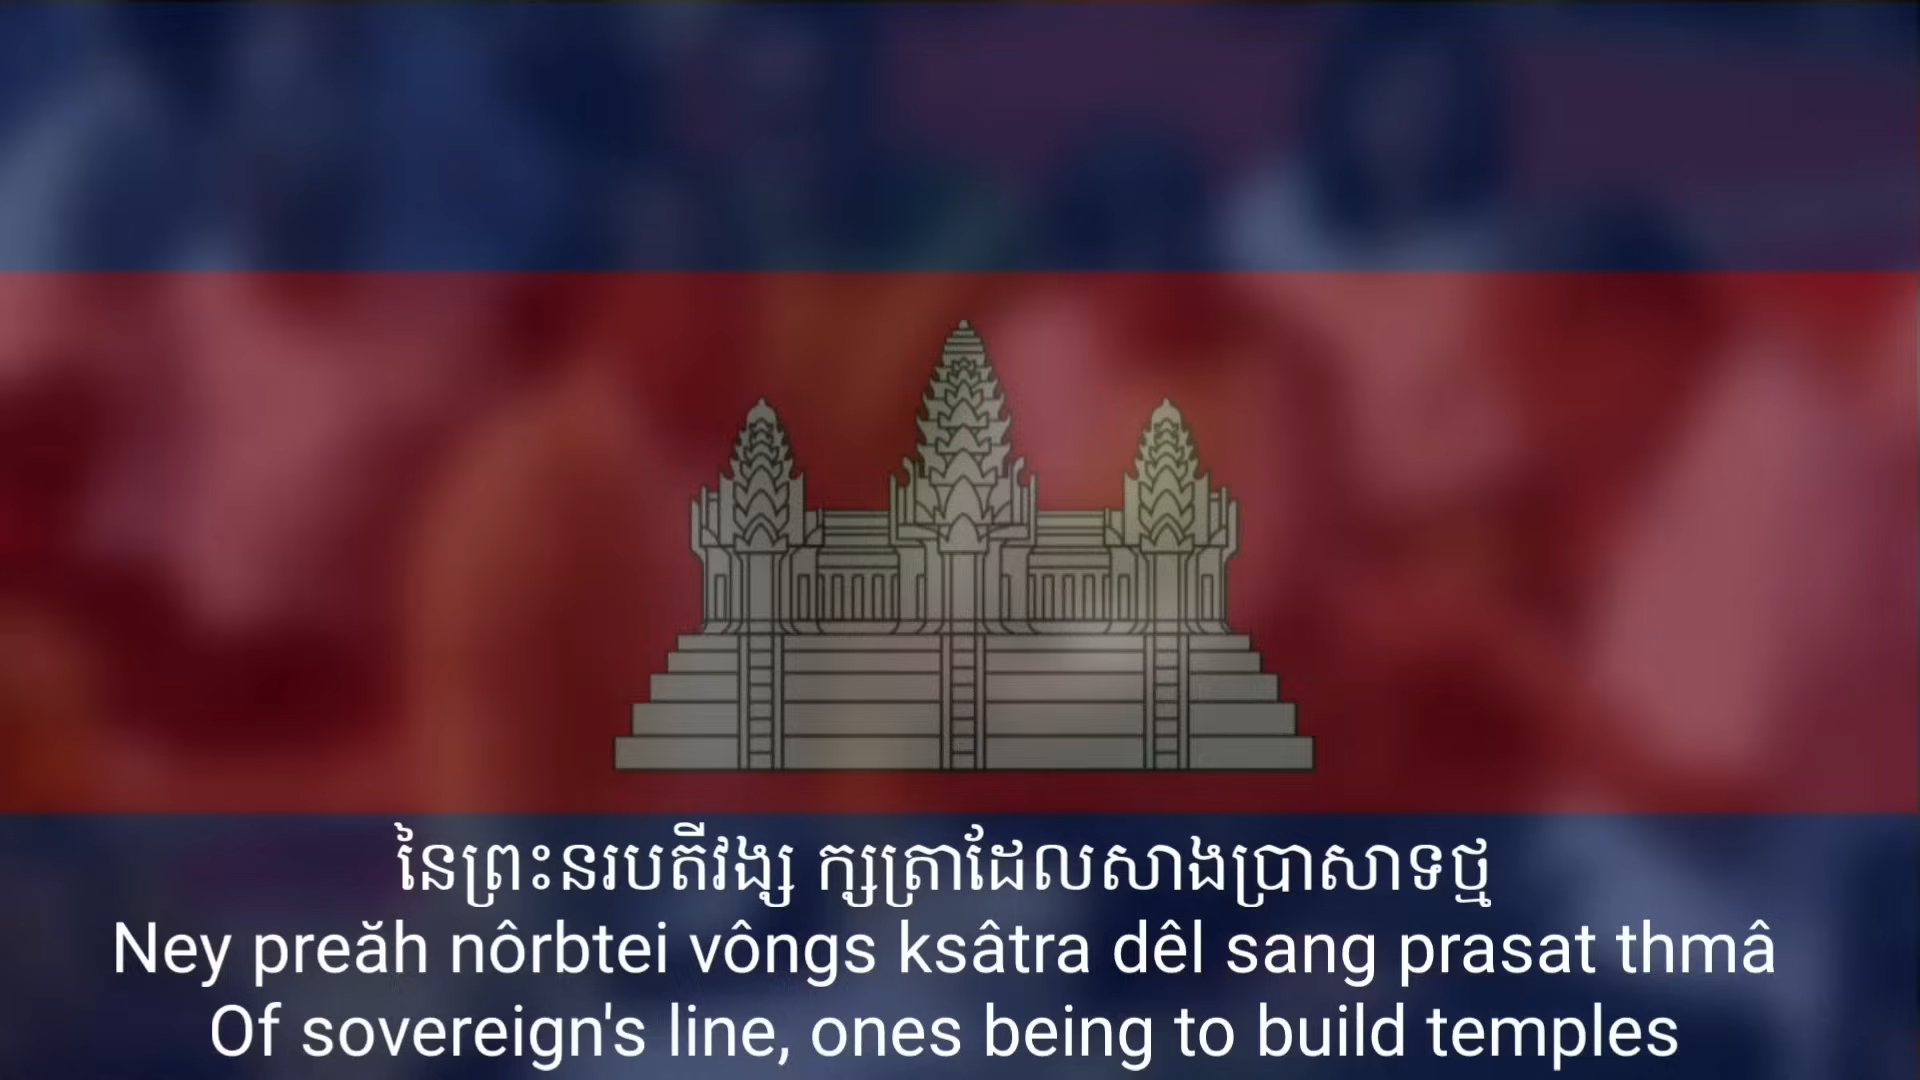 នៃព្រះនរបតីវង្ស ក្សត្រាដែលសាងប្រាសាទថ្ម
Ney preăh nôrbtei vôngs ksâtra dêl sang prasat thmâ
Of sovereign's line, ones being to build temples